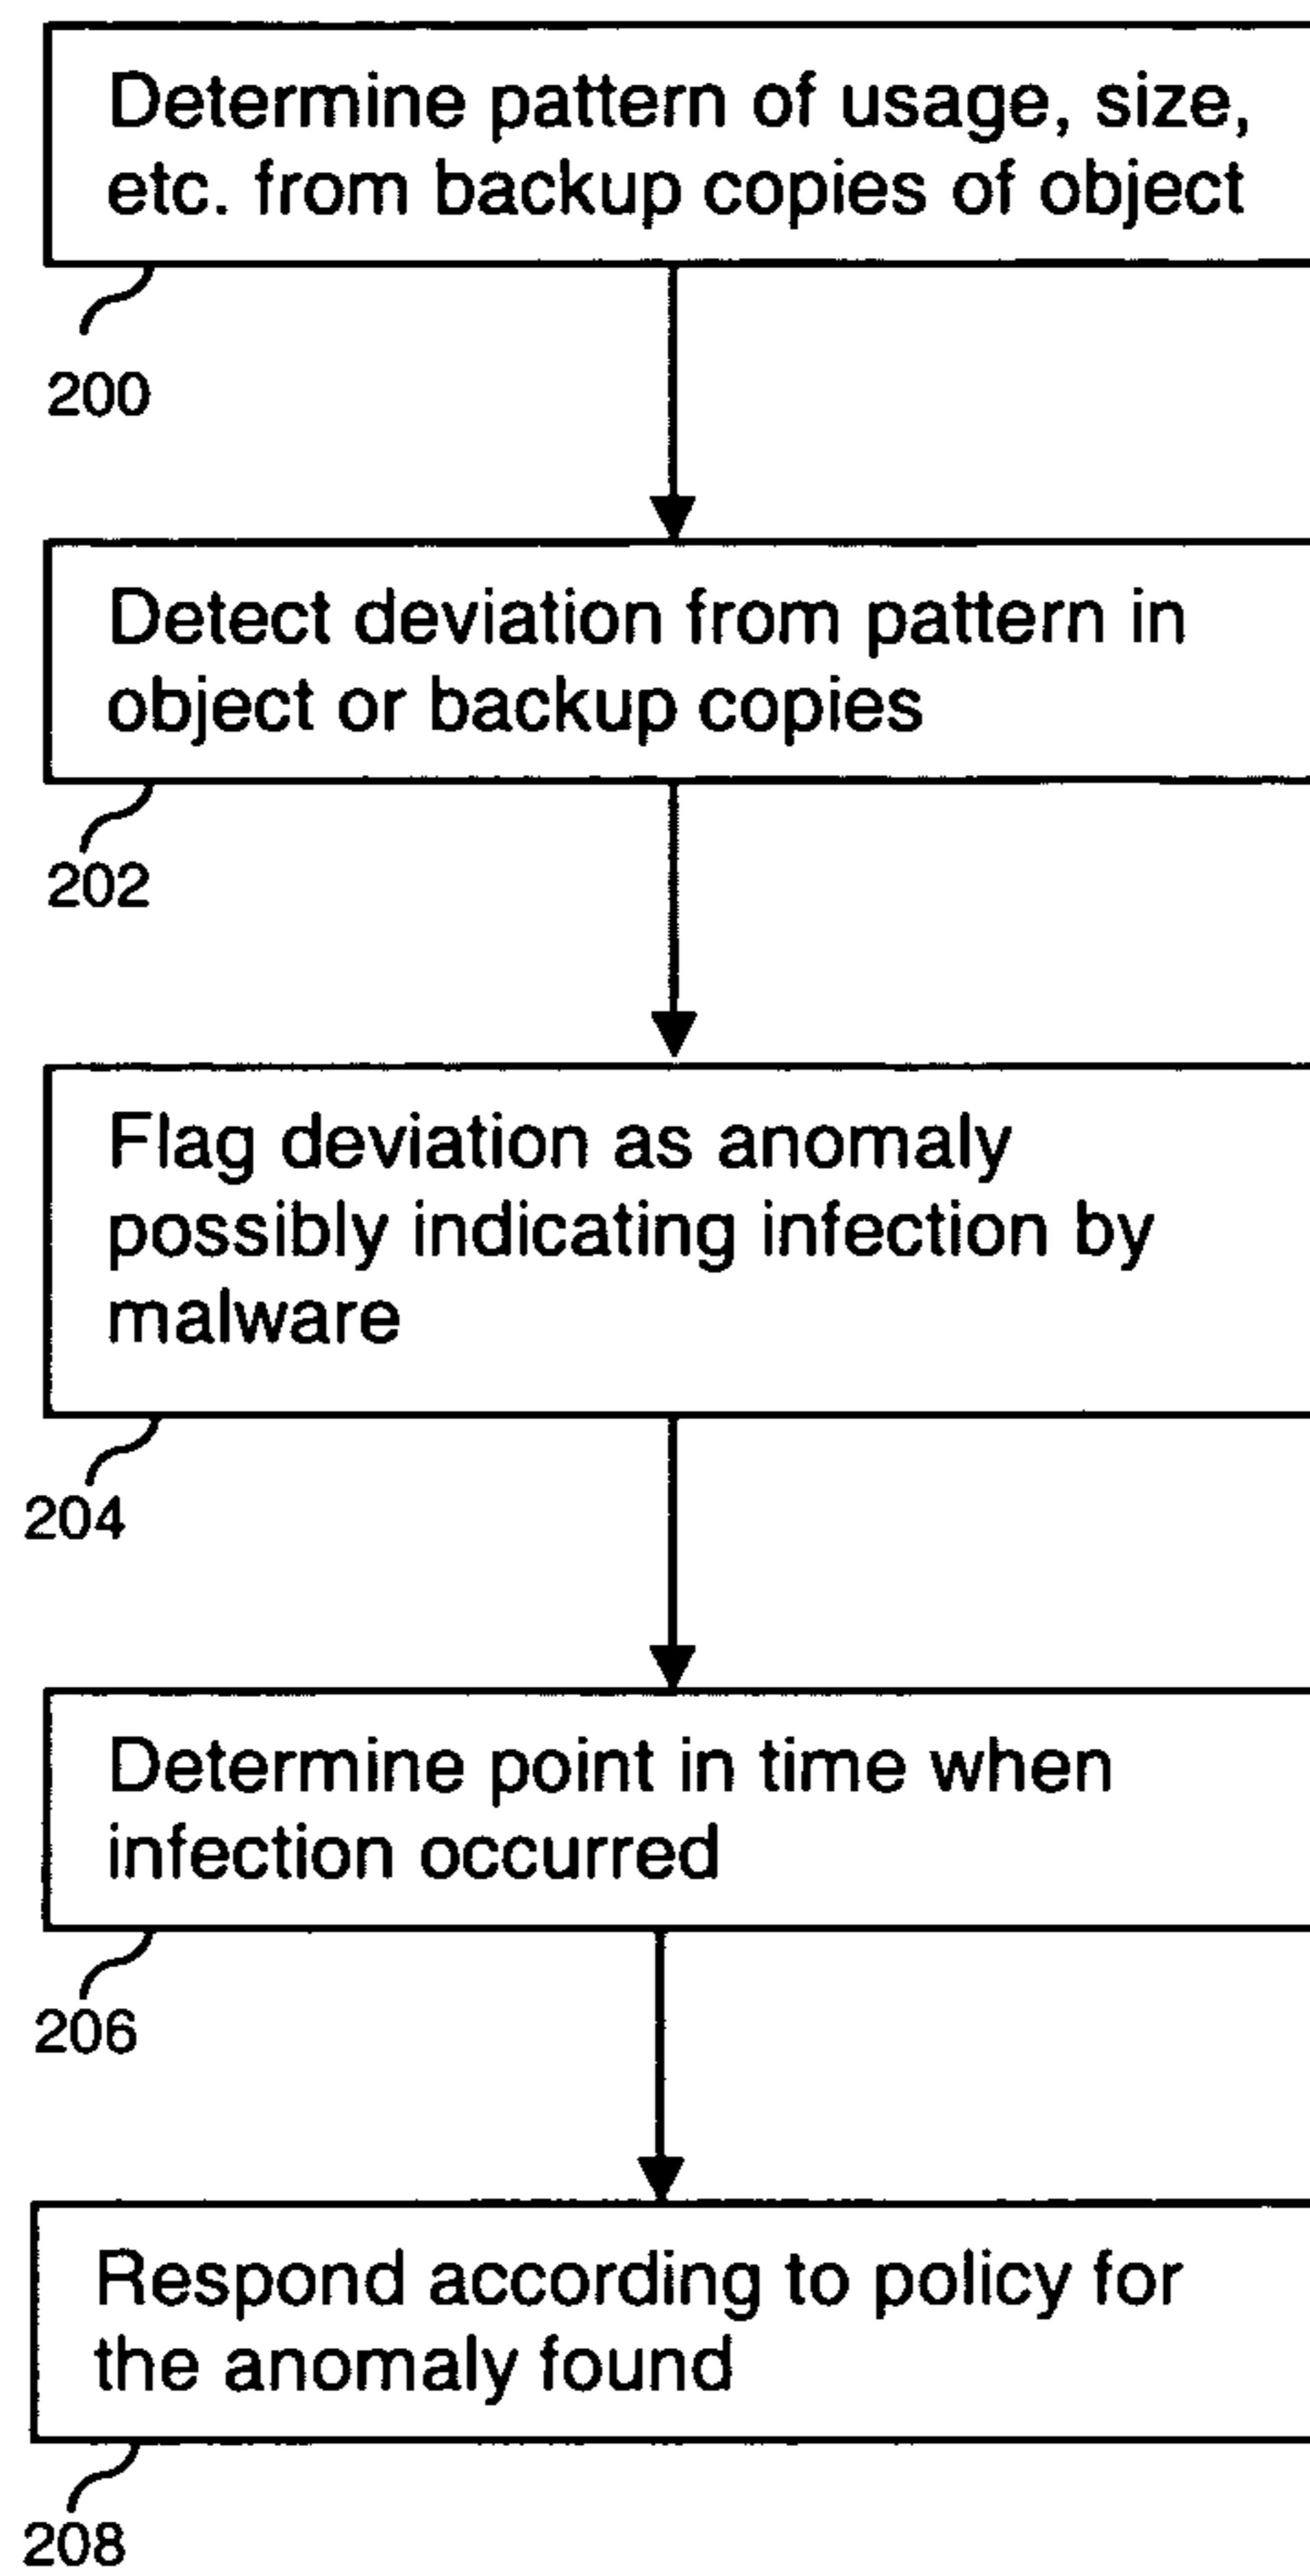 Determine pattern of usage, size,
etc. from backup copies of object
200
Detect deviation from pattern in
object or backup copies
202
Flag deviation as anomaly
possibly indicating infection by
malware
204
Determine point in time when
infection occurred
206
Respond according to policy for
the anomaly found
208